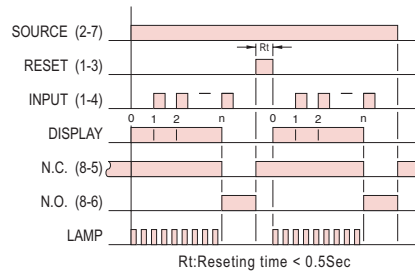 SOURCE (2-7)
Rt
RESET (1-3)
INPUT (1-4)
0 n 0 n
DISPLAY 1 2 1 2
N.C. (8-5)
N.O. (8-6)
LAMP
Rt:Reseting time < 0.5Sec